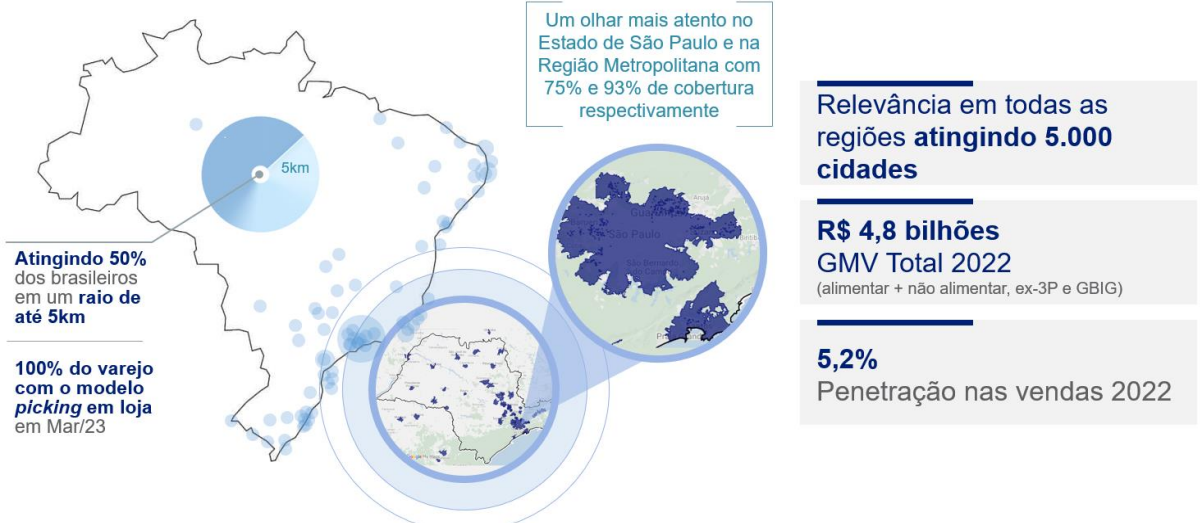 Um olhar mais atento no
Estado de São Paulo e na
Região Metropolitana com
75% e 93% de cobertura
respectivamente
5km
Atingindo 50%
dos brasileiros
em um raio de
até 5km
100% do varejo
com o modelo
picking em loja
em Mar/23
São Paulo
Relevância em todas as
regiões atingindo 5.000
cidades
R$ 4,8 bilhões
GMV Total 2022
(alimentar + não alimentar, ex-3P e GBIG)
5,2%
Penetração nas vendas 2022